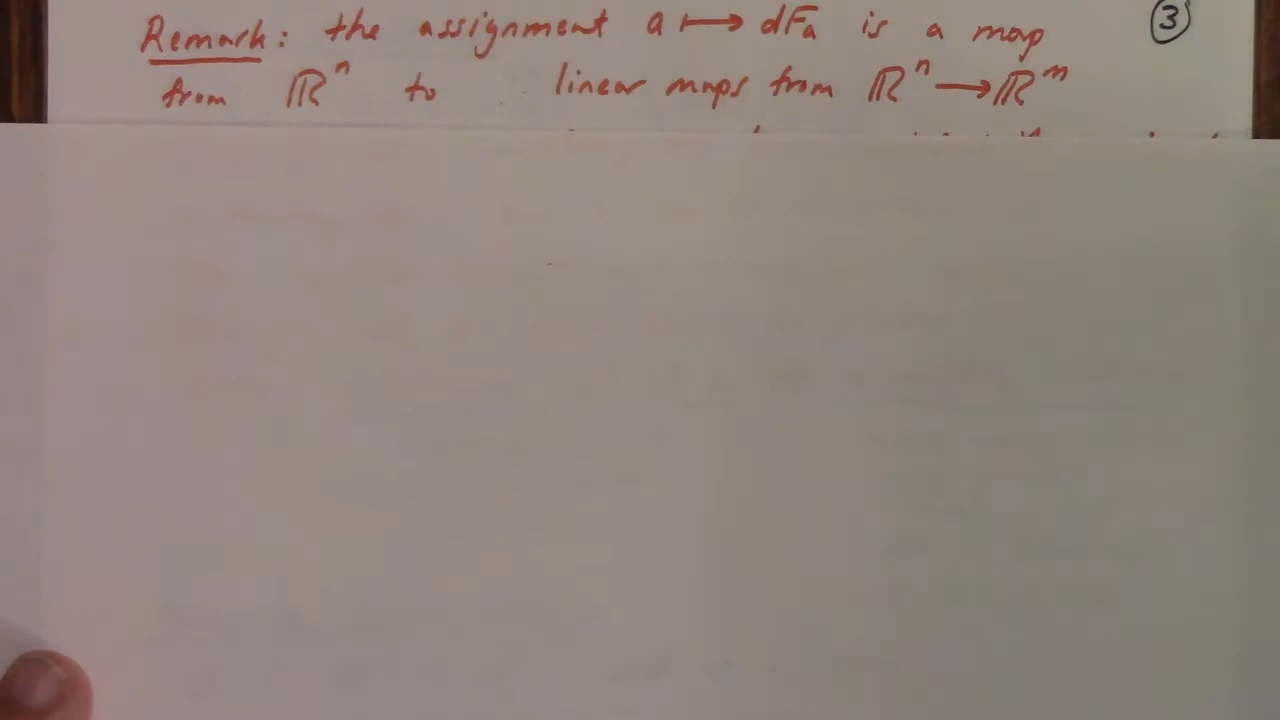 Remark: the assignment a ↦ dFₐ is a map ③
from ℝⁿ to linear maps from ℝⁿ → ℝᵐ